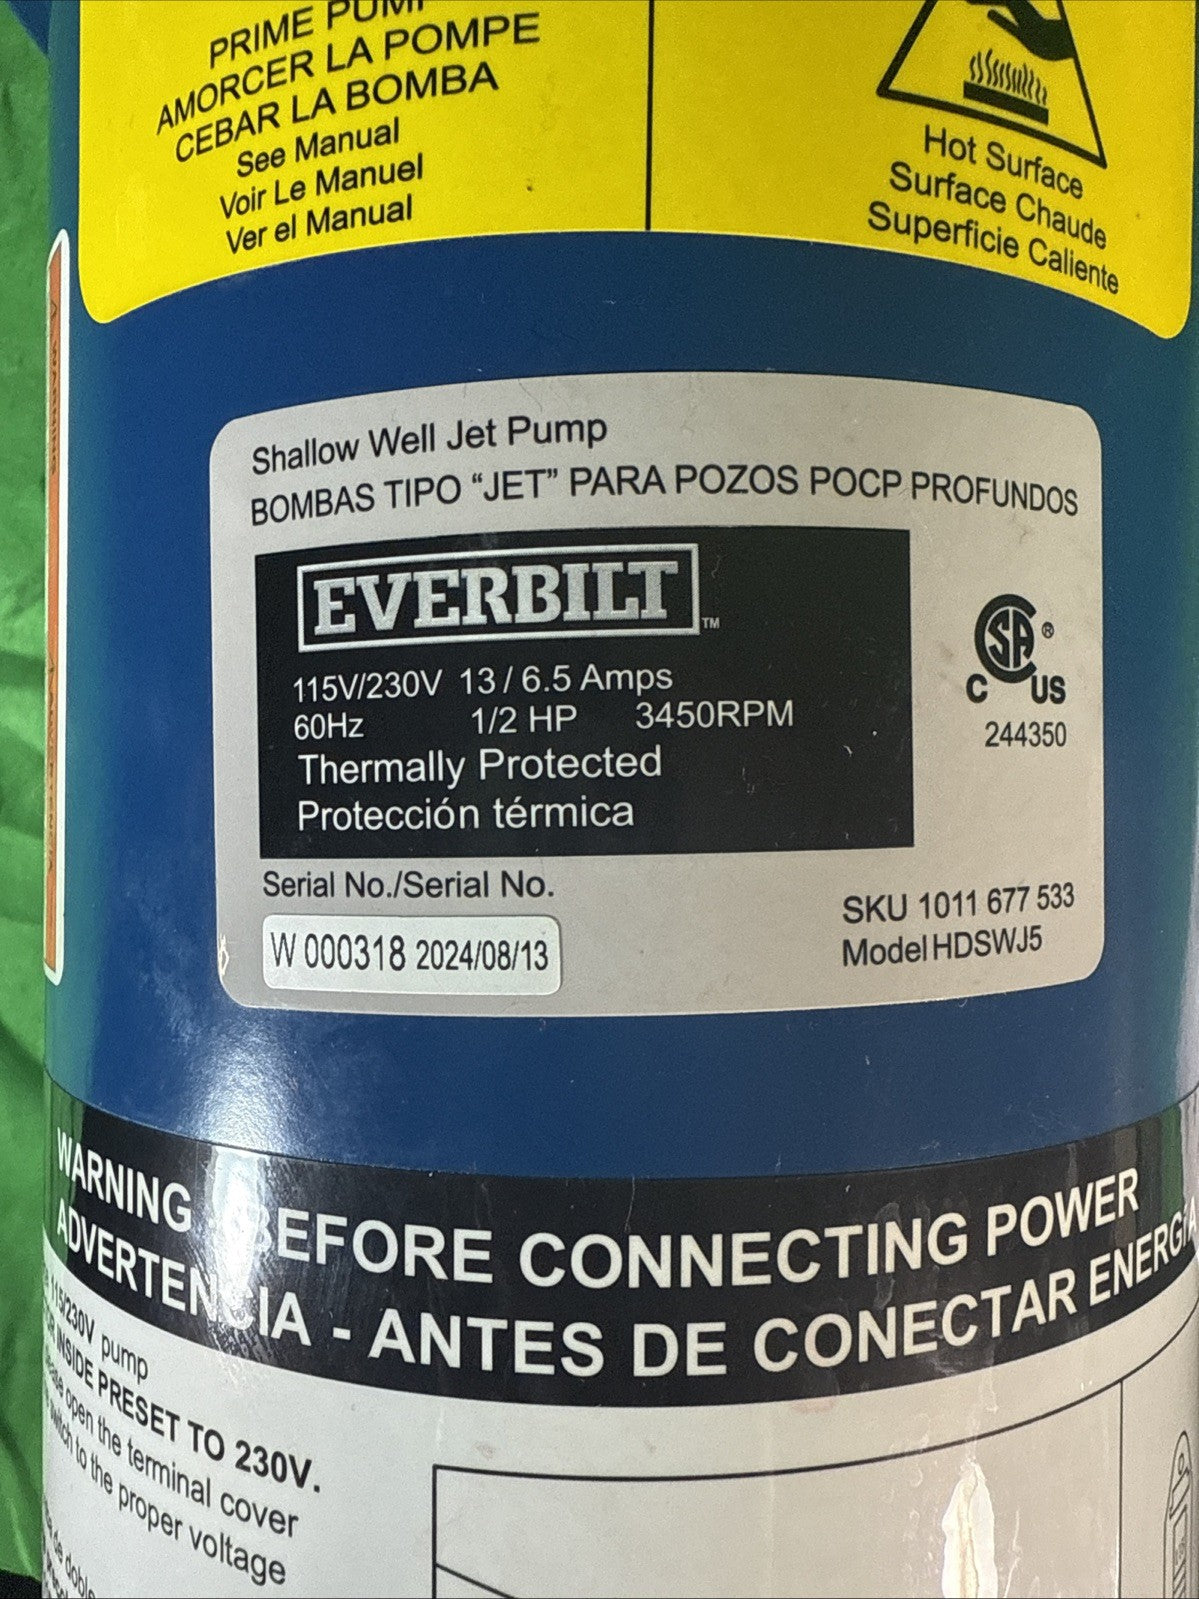 PRIME PUMP
AMORCER LA POMPE
CEBAR LA BOMBA
See Manual
Voir Le Manuel
Ver el Manual
Hot Surface
Surface Chaude
Superficie Caliente
Shallow Well Jet Pump
BOMBAS TIPO “JET” PARA POZOS POCP PROFUNDOS
EVERBILT™
115V/230V 13 / 6.5 Amps
60Hz 1/2 HP 3450RPM
Thermally Protected
Protección térmica
CSA®
C US
244350
Serial No./Serial No.
W 000318 2024/08/13
SKU 1011 677 533
Model HDSWJ5
WARNING - BEFORE CONNECTING POWER
ADVERTENCIA - ANTES DE CONECTAR ENERGÍA
115/230V pump
INSIDE PRESET TO 230V.
open the terminal cover
switch to the proper voltage
de